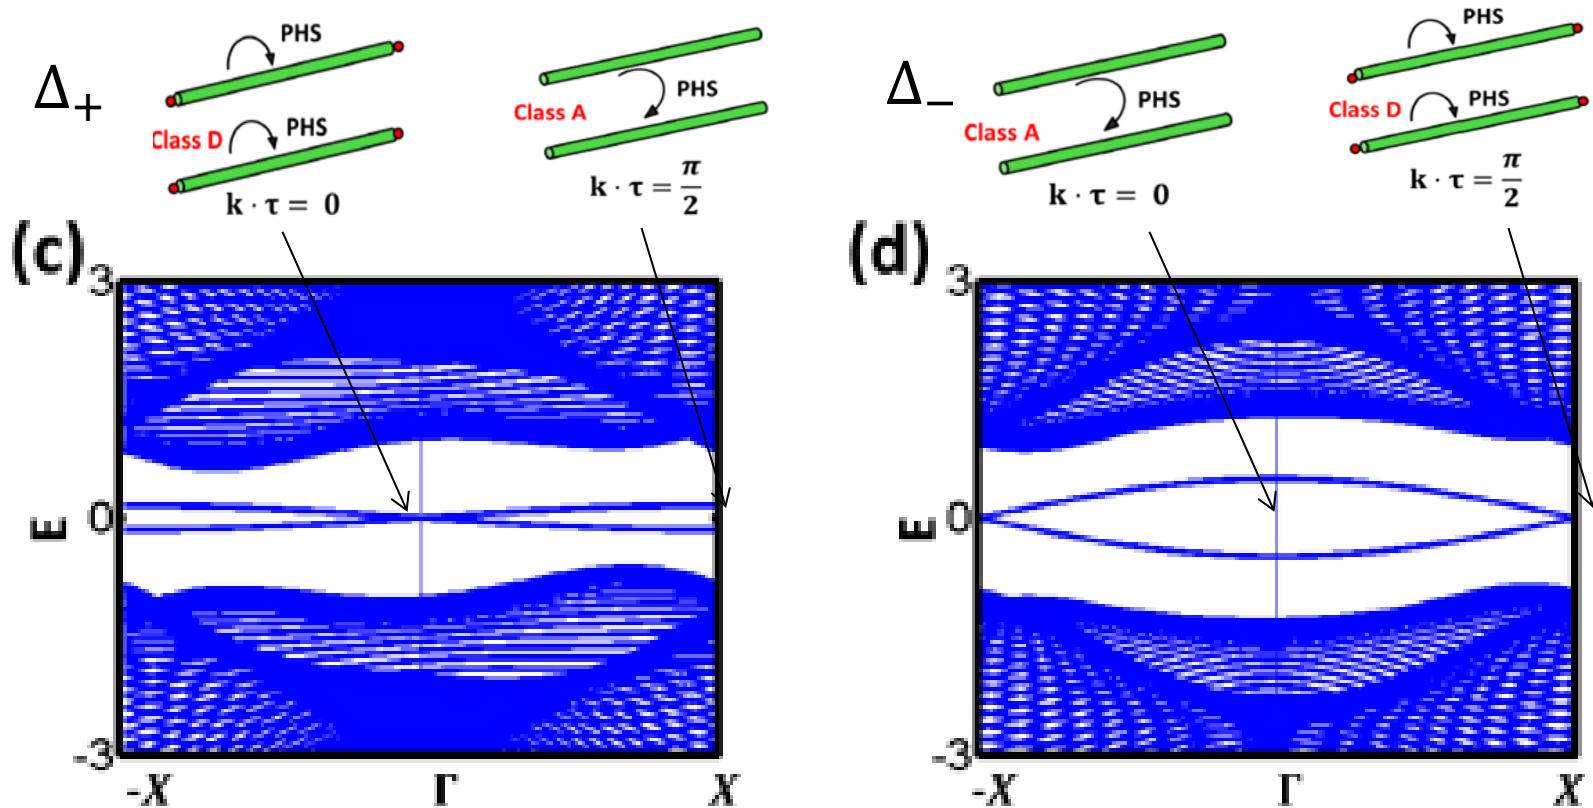 Δ₊
PHS
Class D
PHS
k · τ = 0
Class A
PHS
k · τ = π/2
Δ₋
Class A
PHS
k · τ = 0
PHS
Class D
PHS
k · τ = π/2
(c)
3
E
0
-3
-X
Γ
X
(d)
3
E
0
-3
-X
Γ
X